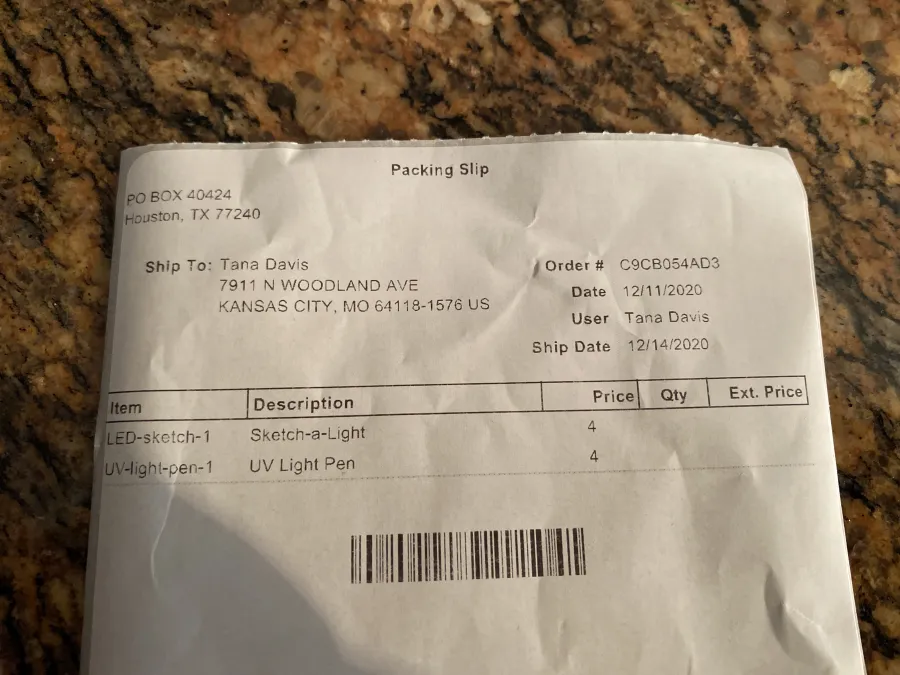 Packing Slip
PO BOX 40424
Houston, TX 77240
Ship To: Tana Davis
7911 N WOODLAND AVE
KANSAS CITY, MO 64118-1576 US
Order # C9CB054AD3
Date 12/11/2020
User Tana Davis
Ship Date 12/14/2020
Item Description Price Qty Ext. Price
LED-sketch-1 Sketch-a-Light 4
UV-light-pen-1 UV Light Pen 4